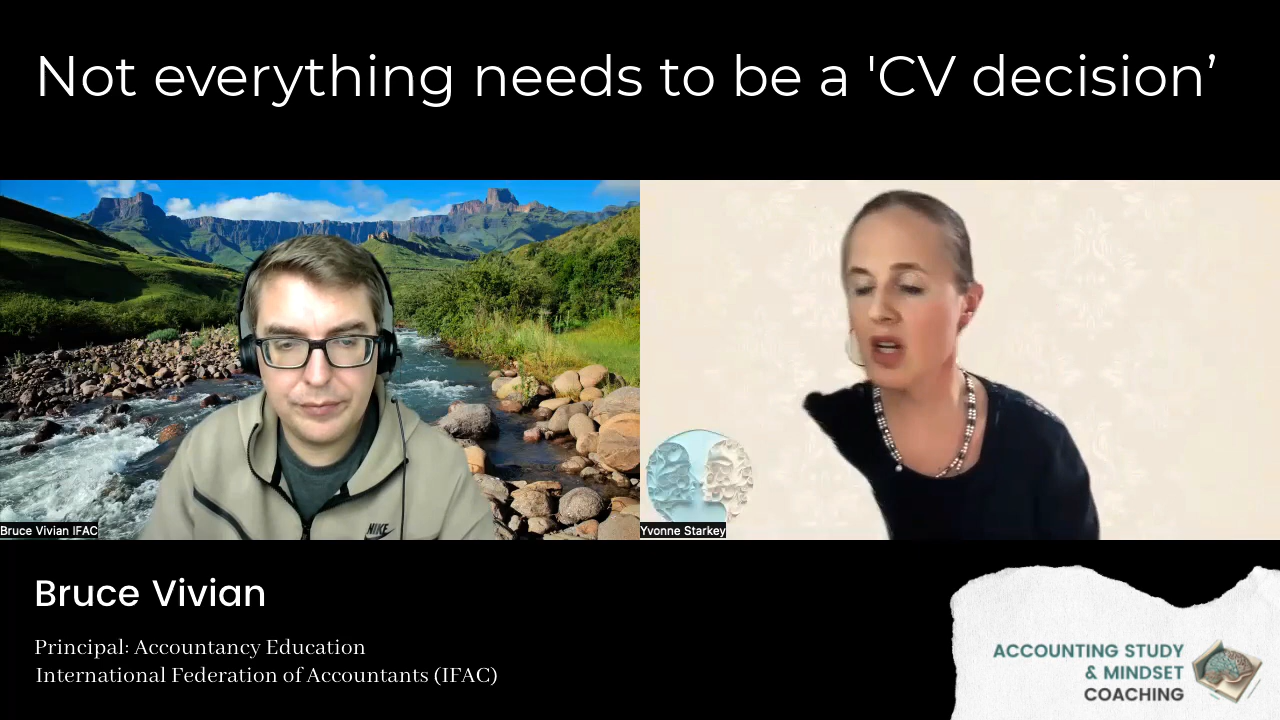 Not everything needs to be a 'CV decision’
NIKE
Bruce Vivian IFAC
Yvonne Starkey
Bruce Vivian
Principal: Accountancy Education
International Federation of Accountants (IFAC)
ACCOUNTING STUDY
& MINDSET
COACHING